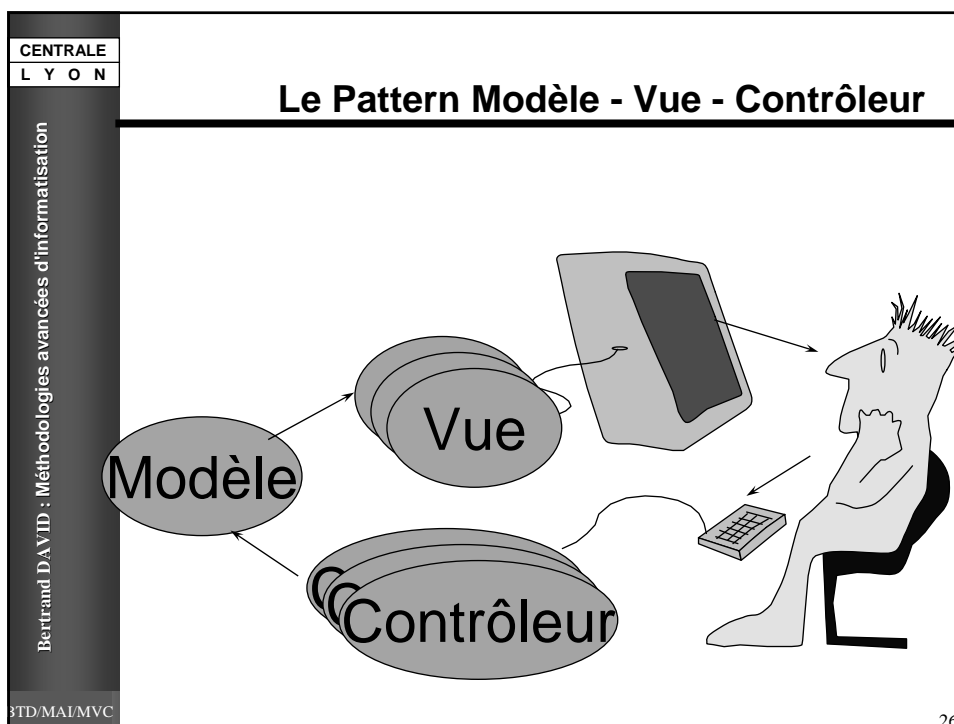 CENTRALE
L Y O N
Le Pattern Modèle - Vue - Contrôleur
Bertrand DAVID : Méthodologies avancées d'informatisation
Vue
Modèle
C
C
Contrôleur
BTD/MAI/MVC
26